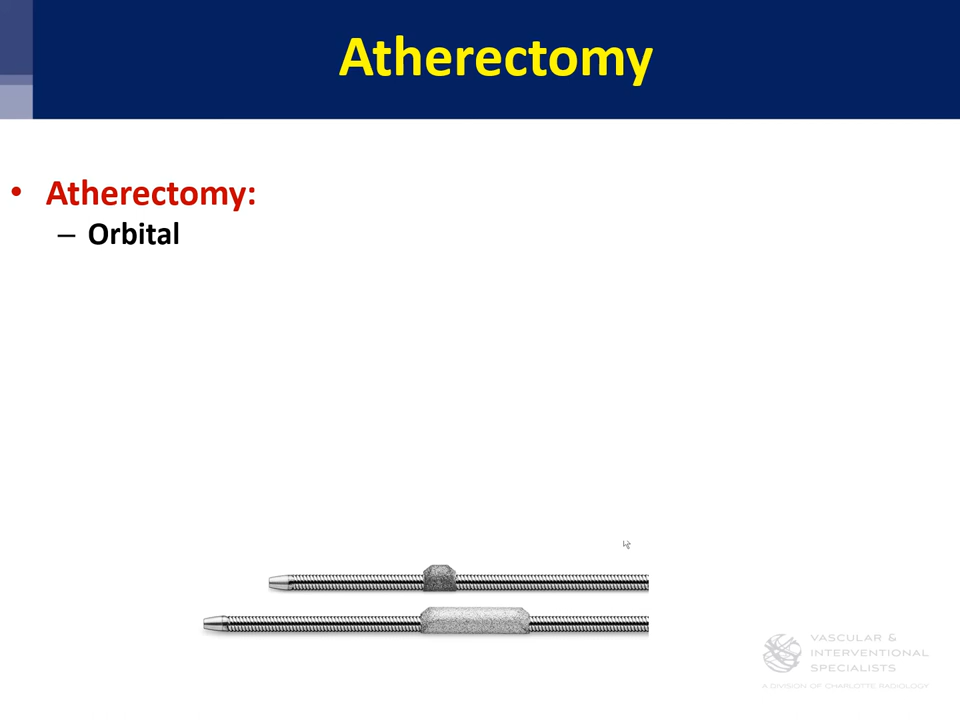 Atherectomy
• Atherectomy:
– Orbital
VASCULAR &
INTERVENTIONAL
SPECIALISTS
A DIVISION OF CHARLOTTE RADIOLOGY